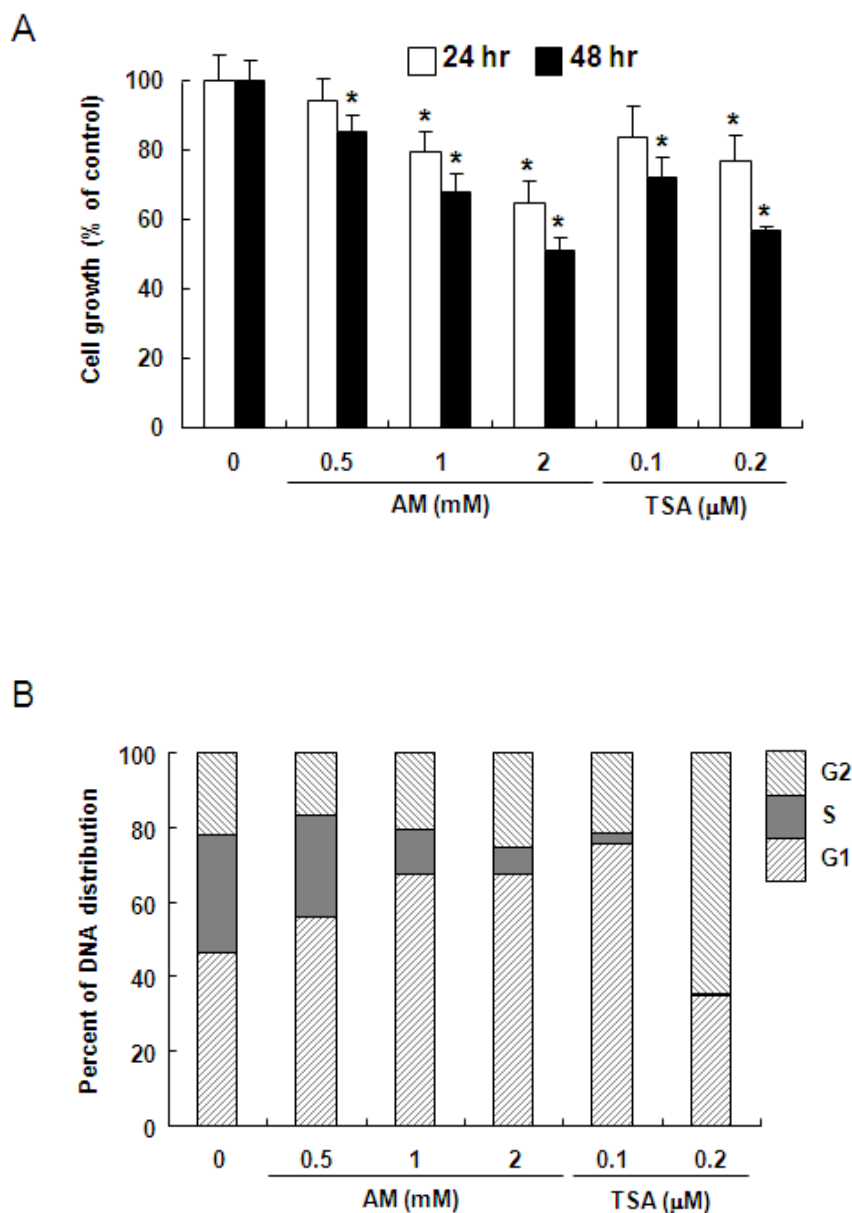 A
24 hr 48 hr
Cell growth (% of control)
100
80
60
40
20
0
* * * * * * * *
0 0.5 1 2 0.1 0.2
AM (mM) TSA (µM)
B
Percent of DNA distribution
100
80
60
40
20
0
G2
S
G1
0 0.5 1 2 0.1 0.2
AM (mM) TSA (µM)